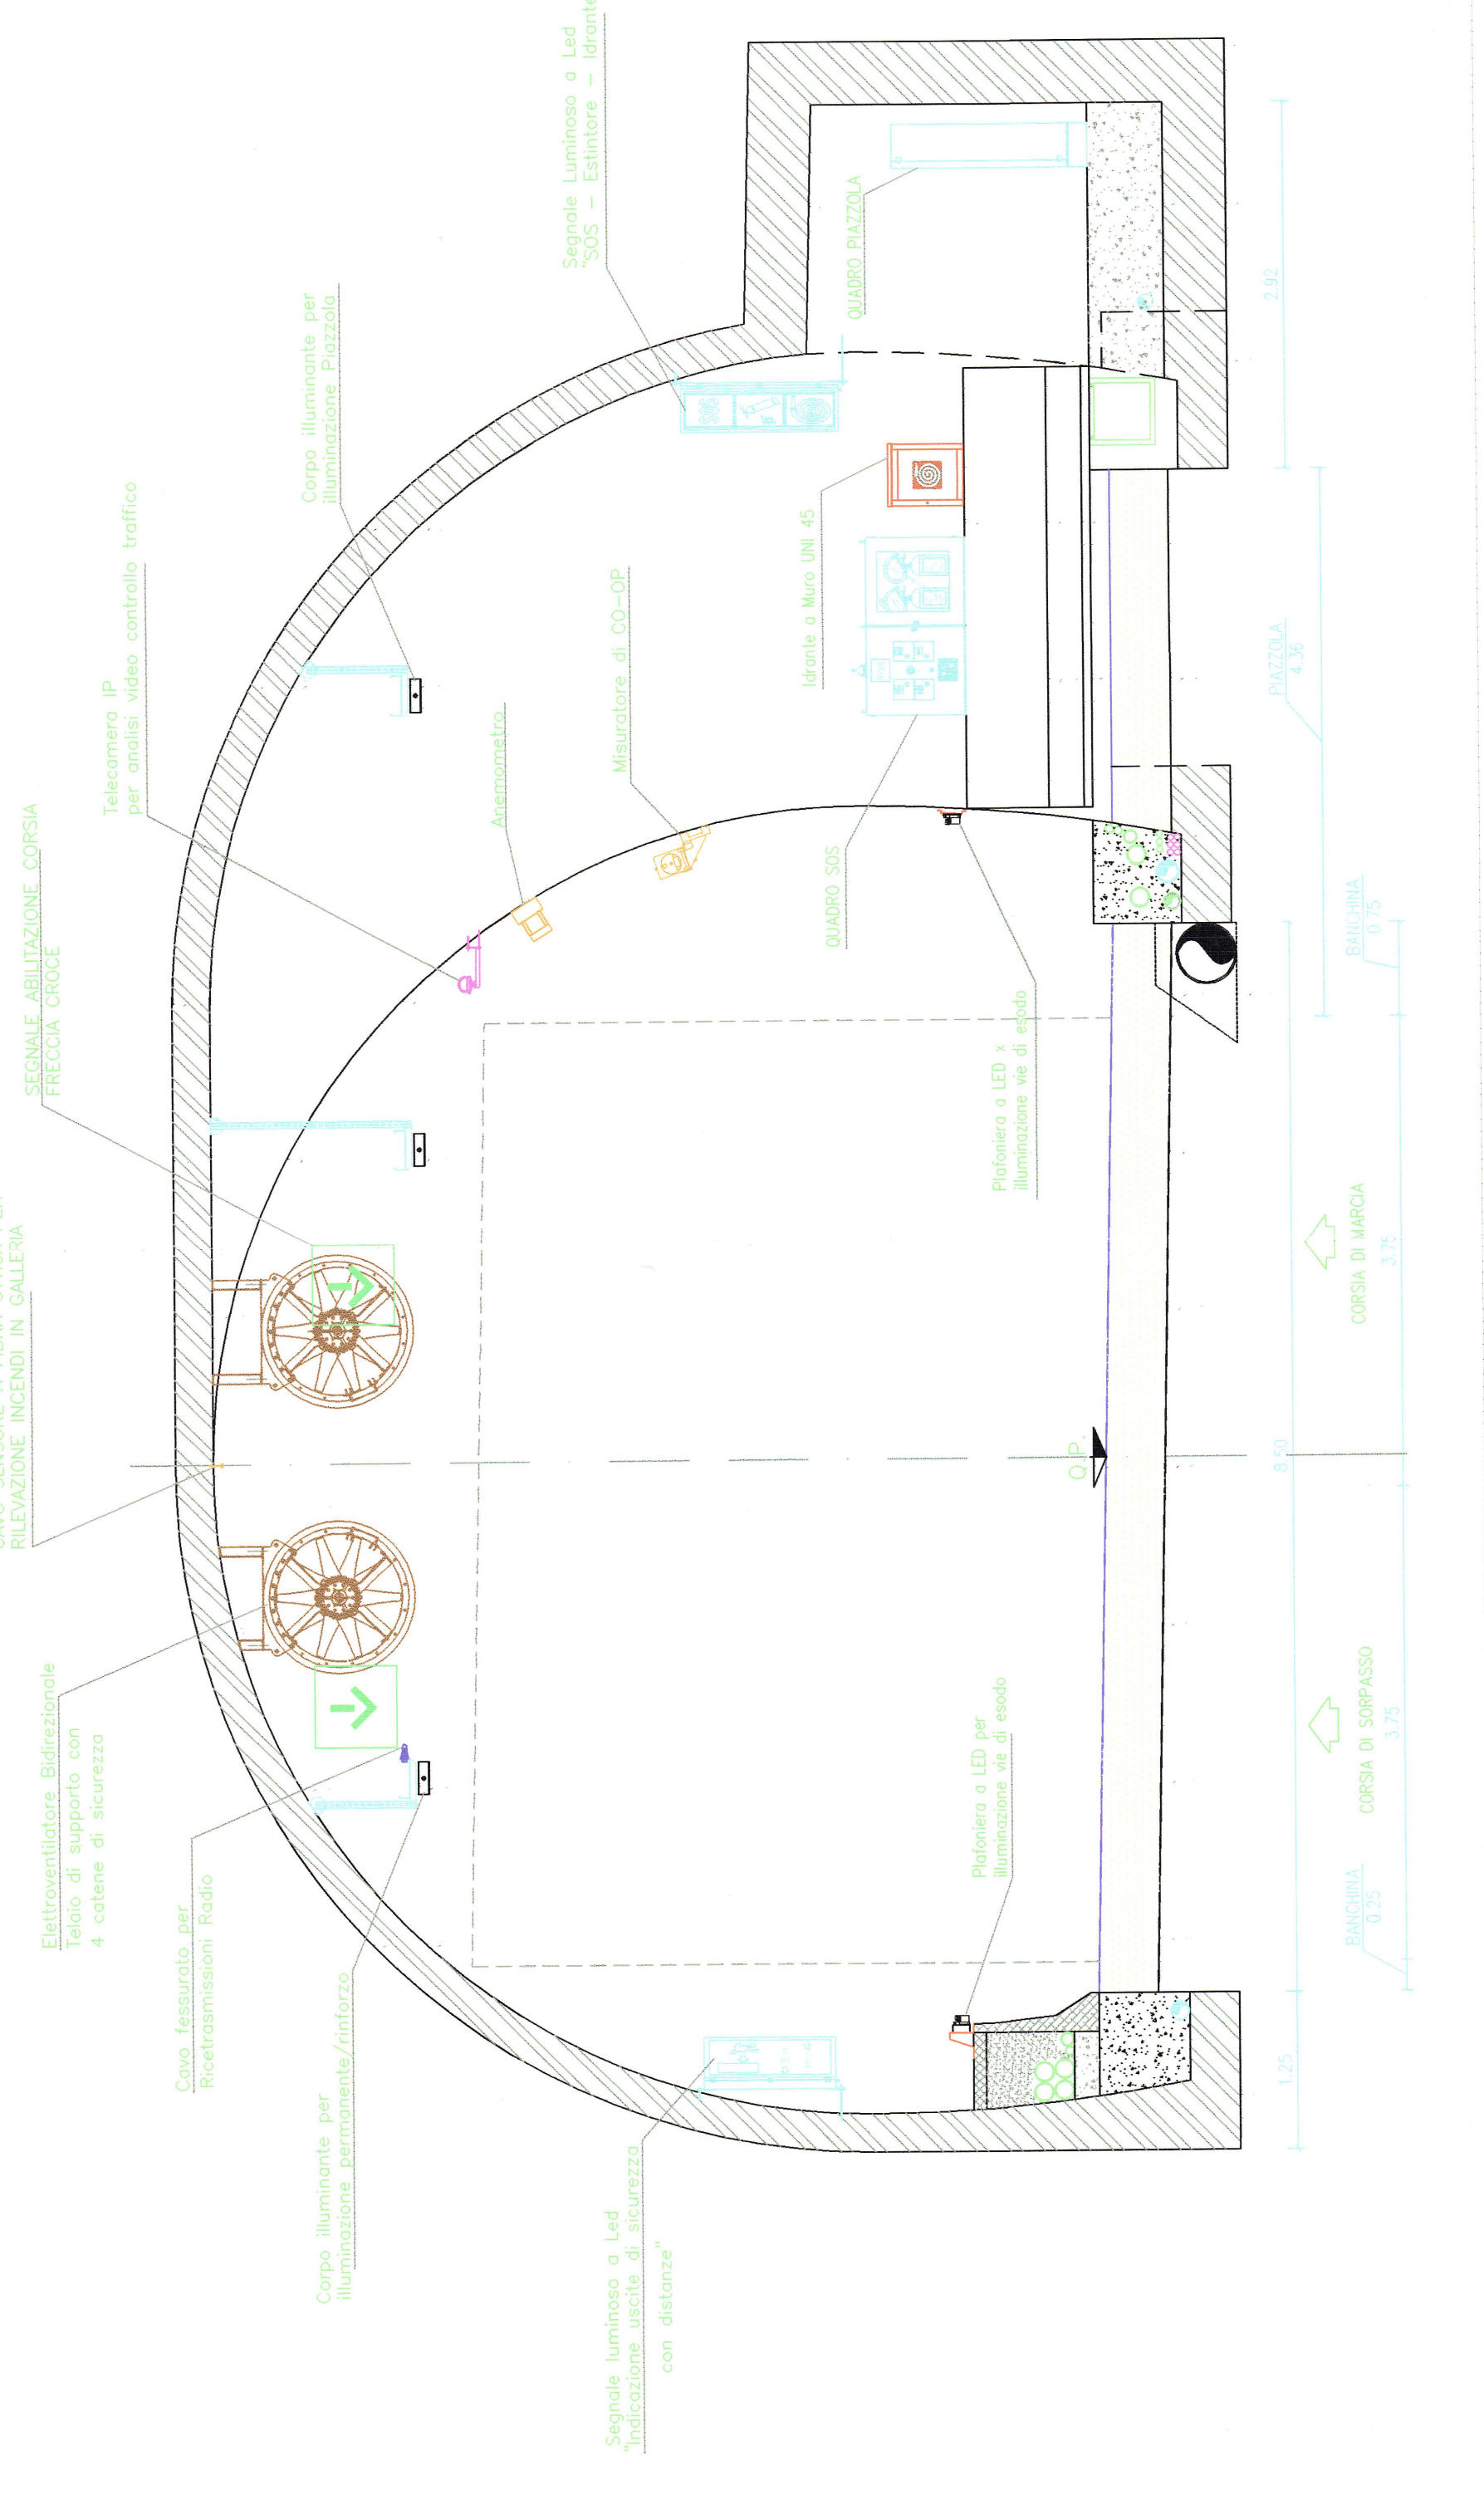 RILEVAZIONE INCENDI IN GALLERIA
SEGNALE ABILITAZIONE CORSIA
FRECCIA CROCE
Telecamera IP
per analisi video controllo traffico
Elettroventilatore Bidirezionale
Telaio di supporto con
4 catene di sicurezza
Cavo fessurato per
Ricetrasmissioni Radio
Corpo illuminante per
illuminazione permanente/rinforzo
Corpo illuminante per
illuminazione Piazzola
Anemometro
Misuratore di CO-OP
Segnale Luminoso a Led
"SOS - Estintore - Idrante
SOS
Segnale luminoso a Led
"Indicazione uscite di sicurezza
con distanze"
Idrante a Muro UNI 45
QUADRO PIAZZOLA
QUADRO SOS
SOS
Plafoniera a LED per
illuminazione vie di esodo
Plafoniera a LED x
illuminazione vie di esodo
Q.P.
1.25
8.50
2.92
PIAZZOLA
4.36
BANCHINA
0.25
CORSIA DI SORPASSO
3.75
CORSIA DI MARCIA
3.75
BANCHINA
0.75